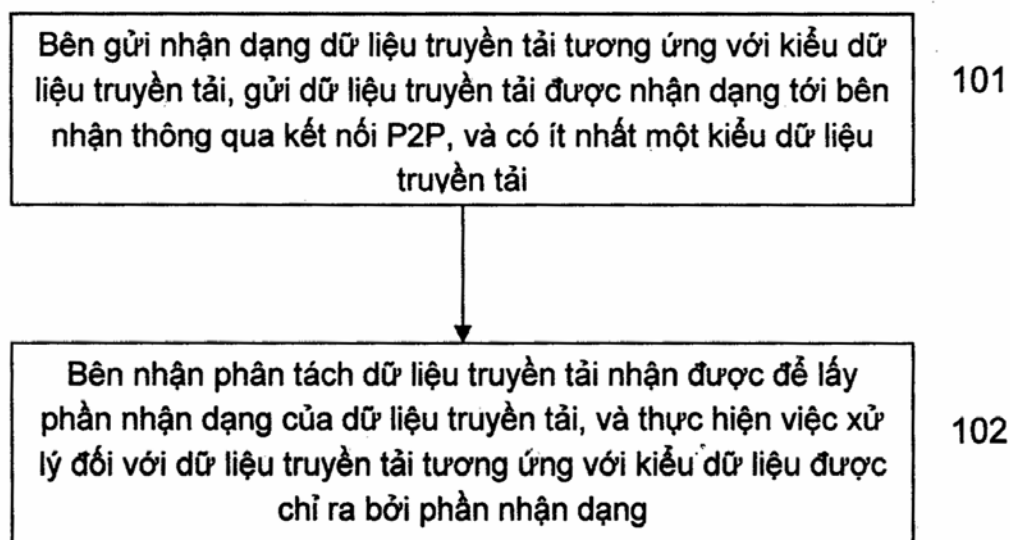 Bên gửi nhận dạng dữ liệu truyền tải tương ứng với kiểu dữ
liệu truyền tải, gửi dữ liệu truyền tải được nhận dạng tới bên
nhận thông qua kết nối P2P, và có ít nhất một kiểu dữ liệu
truyền tải
101
Bên nhận phân tách dữ liệu truyền tải nhận được để lấy
phần nhận dạng của dữ liệu truyền tải, và thực hiện việc xử
lý đối với dữ liệu truyền tải tương ứng với kiểu dữ liệu được
chỉ ra bởi phần nhận dạng
102